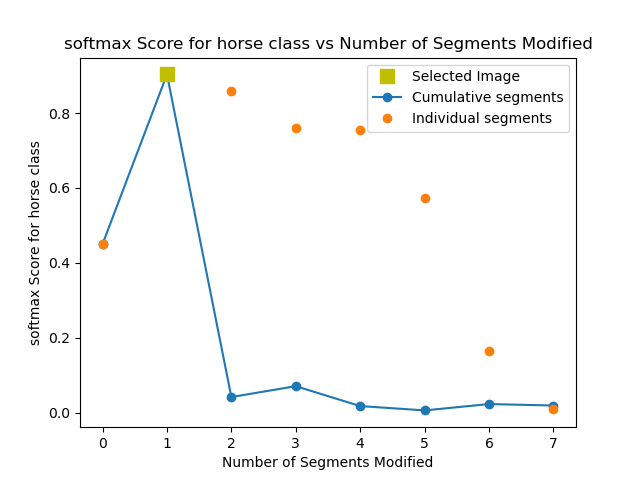 softmax Score for horse class vs Number of Segments Modified
Selected Image
Cumulative segments
Individual segments
softmax Score for horse class
0.8
0.6
0.4
0.2
0.0
0 1 2 3 4 5 6 7
Number of Segments Modified